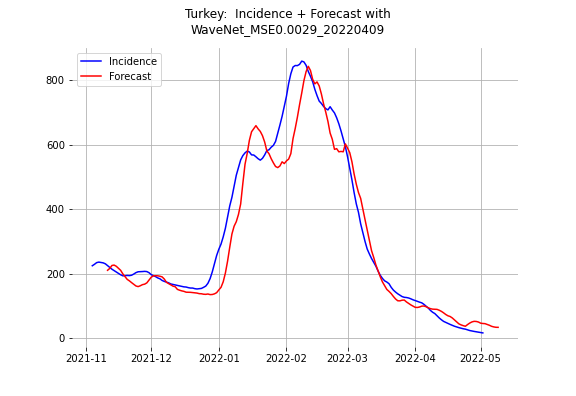 Turkey:  Incidence + Forecast with
WaveNet_MSE0.0029_20220409
Incidence
Forecast
800
600
400
200
0
2021-11 2021-12 2022-01 2022-02 2022-03 2022-04 2022-05